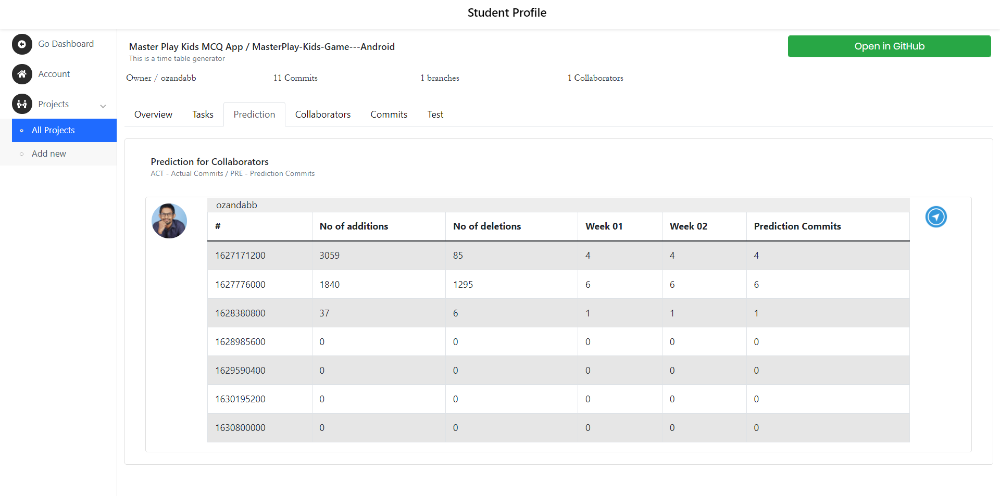 Student Profile
Go Dashboard
Account
Projects
All Projects
Add new
Master Play Kids MCQ App / MasterPlay-Kids-Game---Android
This is a time table generator
Open in GitHub
Owner / ozandabb 11 Commits 1 branches 1 Collaborators
Overview Tasks Prediction Collaborators Commits Test
Prediction for Collaborators
ACT - Actual Commits / PRE - Prediction Commits
ozandabb
# No of additions No of deletions Week 01 Week 02 Prediction Commits
1627171200 3059 85 4 4 4
1627776000 1840 1295 6 6 6
1628380800 37 6 1 1 1
1628985600 0 0 0 0 0
1629590400 0 0 0 0 0
1630195200 0 0 0 0 0
1630800000 0 0 0 0 0